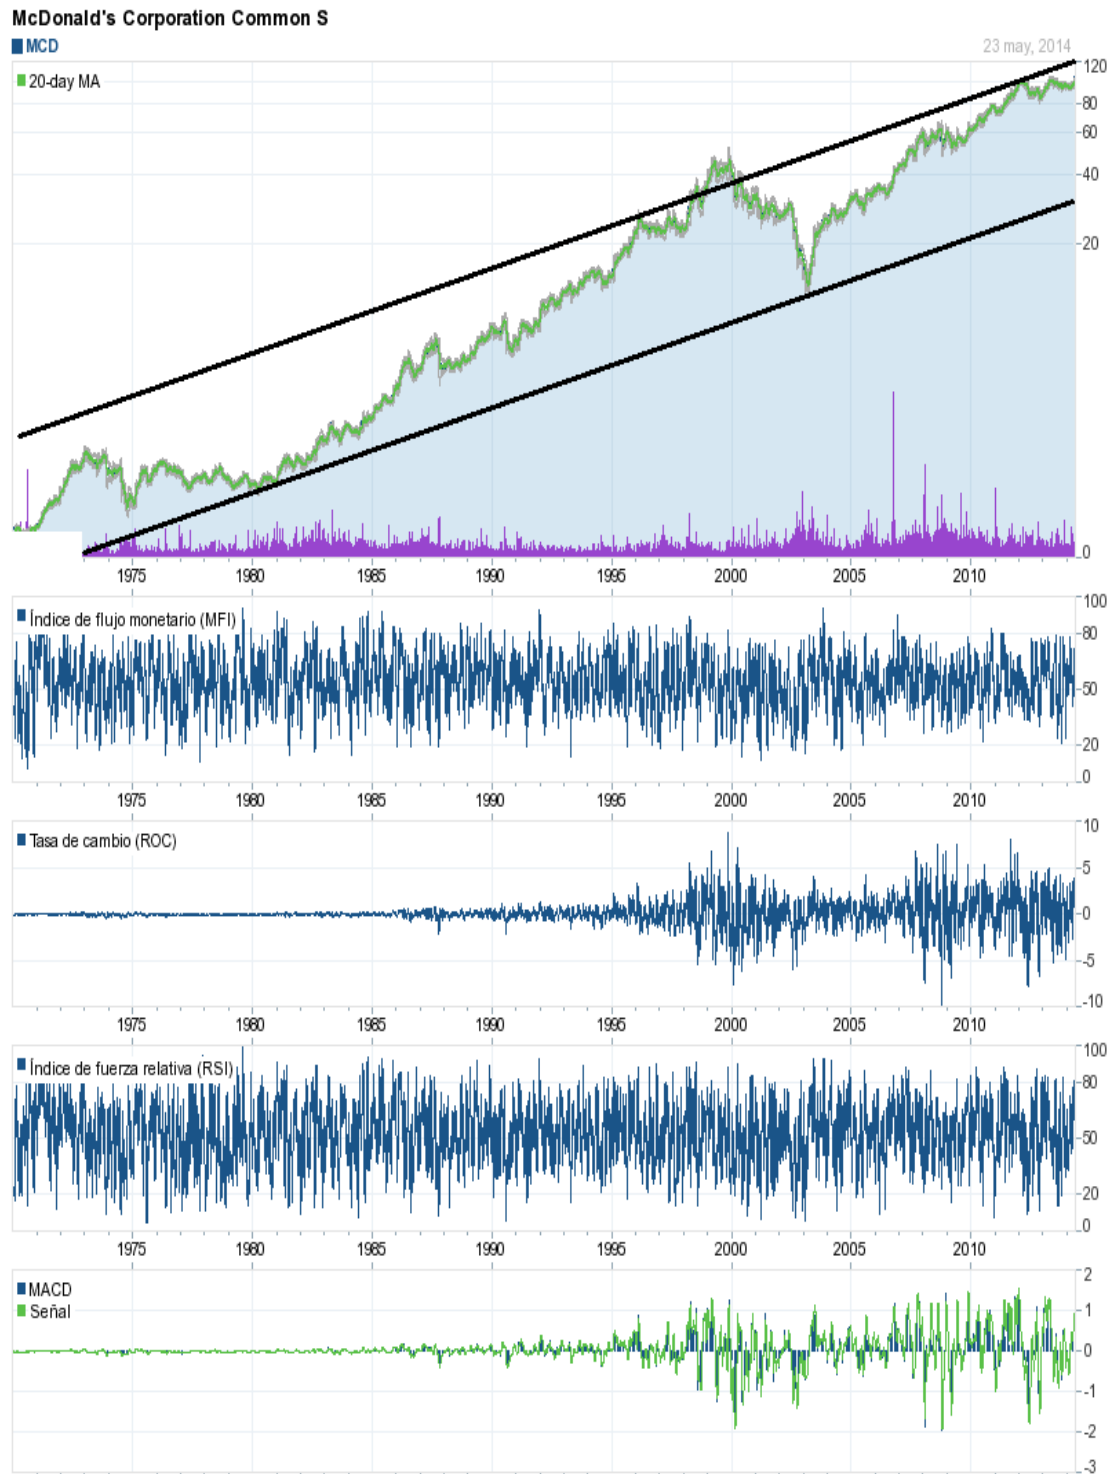 McDonald's Corporation Common S
MCD 23 may, 2014
20-day MA
120
80
60
40
20
0
1975 1980 1985 1990 1995 2000 2005 2010
Índice de flujo monetario (MFI)
100
80
50
20
0
1975 1980 1985 1990 1995 2000 2005 2010
Tasa de cambio (ROC)
10
5
0
-5
-10
1975 1980 1985 1990 1995 2000 2005 2010
Índice de fuerza relativa (RSI)
100
80
50
20
0
1975 1980 1985 1990 1995 2000 2005 2010
MACD
Señal
2
1
0
-1
-2
-3